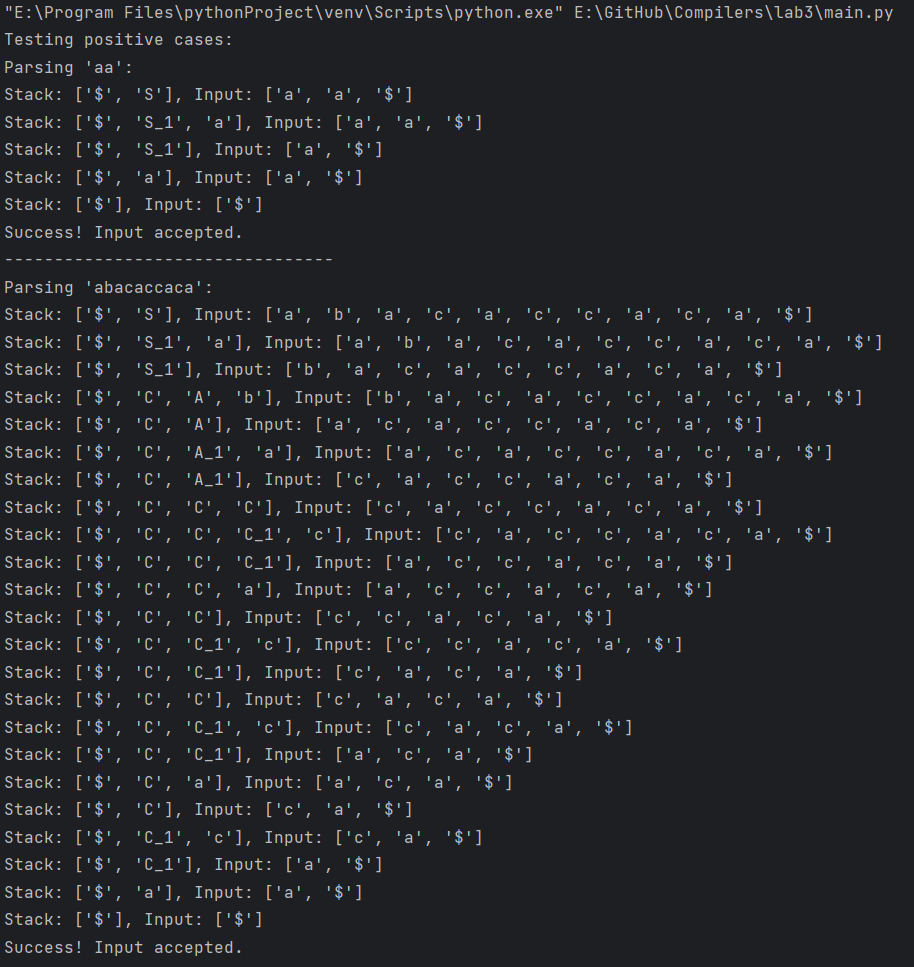 "E:\Program Files\pythonProject\venv\Scripts\python.exe" E:\GitHub\Compilers\lab3\main.py
Testing positive cases:
Parsing 'aa':
Stack: ['$', 'S'], Input: ['a', 'a', '$']
Stack: ['$', 'S_1', 'a'], Input: ['a', 'a', '$']
Stack: ['$', 'S_1'], Input: ['a', '$']
Stack: ['$', 'a'], Input: ['a', '$']
Stack: ['$'], Input: ['$']
Success! Input accepted.
---------------------------------
Parsing 'abacaccaca':
Stack: ['$', 'S'], Input: ['a', 'b', 'a', 'c', 'a', 'c', 'c', 'a', 'c', 'a', '$']
Stack: ['$', 'S_1', 'a'], Input: ['a', 'b', 'a', 'c', 'a', 'c', 'c', 'a', 'c', 'a', '$']
Stack: ['$', 'S_1'], Input: ['b', 'a', 'c', 'a', 'c', 'c', 'a', 'c', 'a', '$']
Stack: ['$', 'C', 'A', 'b'], Input: ['b', 'a', 'c', 'a', 'c', 'c', 'a', 'c', 'a', '$']
Stack: ['$', 'C', 'A'], Input: ['a', 'c', 'a', 'c', 'c', 'a', 'c', 'a', '$']
Stack: ['$', 'C', 'A_1', 'a'], Input: ['a', 'c', 'a', 'c', 'c', 'a', 'c', 'a', '$']
Stack: ['$', 'C', 'A_1'], Input: ['c', 'a', 'c', 'c', 'a', 'c', 'a', '$']
Stack: ['$', 'C', 'C', 'C'], Input: ['c', 'a', 'c', 'c', 'a', 'c', 'a', '$']
Stack: ['$', 'C', 'C', 'C_1', 'c'], Input: ['c', 'a', 'c', 'c', 'a', 'c', 'a', '$']
Stack: ['$', 'C', 'C', 'C_1'], Input: ['a', 'c', 'c', 'a', 'c', 'a', '$']
Stack: ['$', 'C', 'C', 'a'], Input: ['a', 'c', 'c', 'a', 'c', 'a', '$']
Stack: ['$', 'C', 'C'], Input: ['c', 'c', 'a', 'c', 'a', '$']
Stack: ['$', 'C', 'C_1', 'c'], Input: ['c', 'c', 'a', 'c', 'a', '$']
Stack: ['$', 'C', 'C_1'], Input: ['c', 'a', 'c', 'a', '$']
Stack: ['$', 'C', 'C'], Input: ['c', 'a', 'c', 'a', '$']
Stack: ['$', 'C', 'C_1', 'c'], Input: ['c', 'a', 'c', 'a', '$']
Stack: ['$', 'C', 'C_1'], Input: ['a', 'c', 'a', '$']
Stack: ['$', 'C', 'a'], Input: ['a', 'c', 'a', '$']
Stack: ['$', 'C'], Input: ['c', 'a', '$']
Stack: ['$', 'C_1', 'c'], Input: ['c', 'a', '$']
Stack: ['$', 'C_1'], Input: ['a', '$']
Stack: ['$', 'a'], Input: ['a', '$']
Stack: ['$'], Input: ['$']
Success! Input accepted.